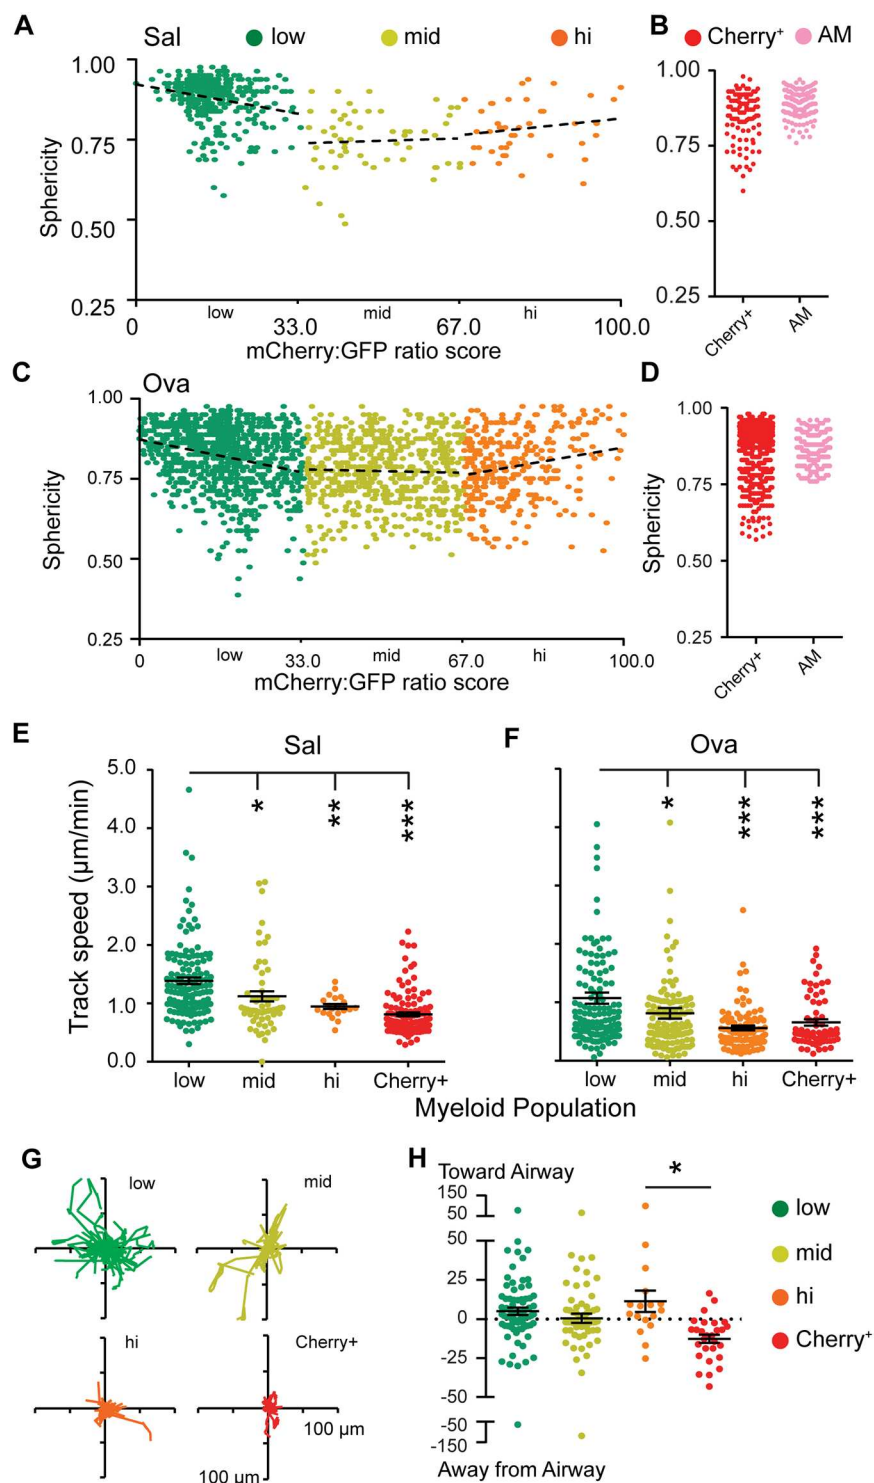 A
Sal
low
mid
hi
1.00
0.75
0.50
0.25
Sphericity
0
low
33.0
mid
67.0
hi
100.0
mCherry:GFP ratio score
B
Cherry+
AM
1.00
0.75
0.50
0.25
Cherry+
AM
C
Ova
1.00
0.75
0.50
0.25
Sphericity
0
low
33.0
mid
67.0
hi
100.0
mCherry:GFP ratio score
D
1.00
0.75
0.50
0.25
Sphericity
Cherry+
AM
E
Sal
5.0
4.0
3.0
2.0
1.0
0.0
Track speed (µm/min)
*
**
***
low
mid
hi
Cherry+
F
Ova
*
***
***
low
mid
hi
Cherry+
Myeloid Population
G
low
mid
hi
Cherry+
100 µm
100 µm
H
Toward Airway
*
150
50
50
25
0
-25
-50
-50
-150
Away from Airway
low
mid
hi
Cherry+